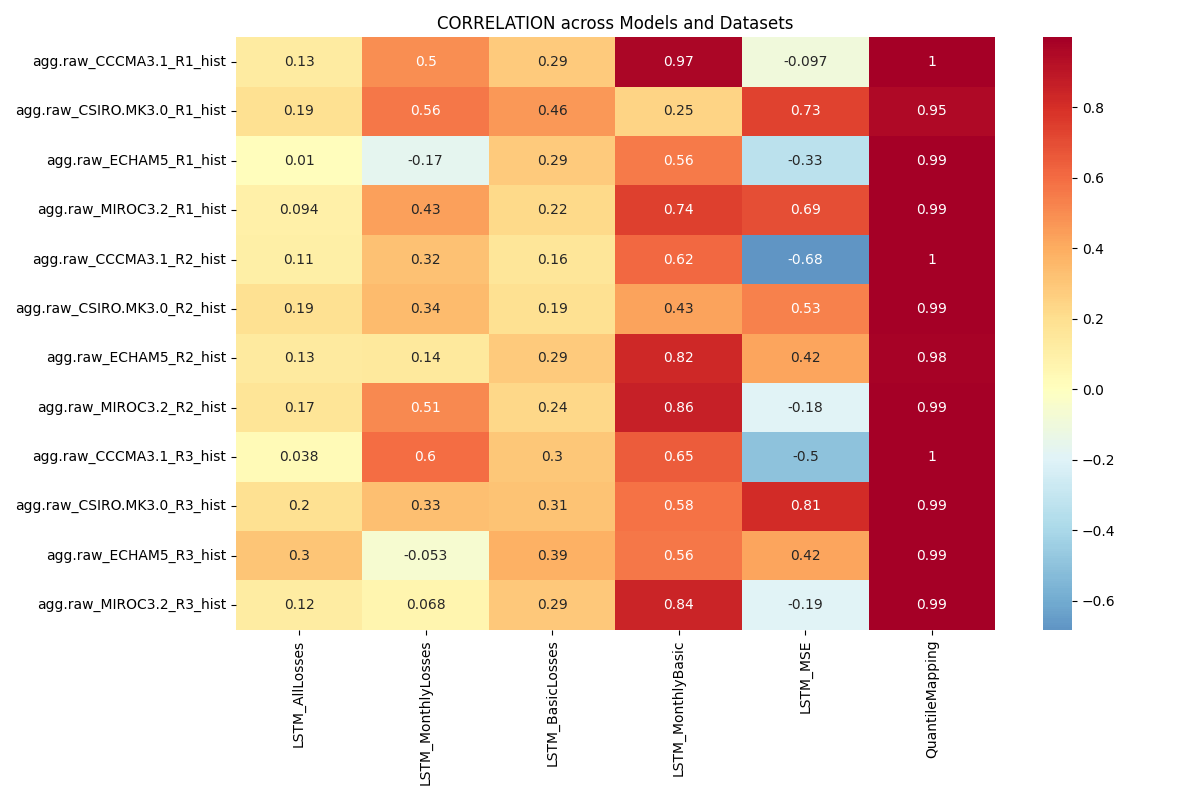 CORRELATION across Models and Datasets
agg.raw_CCCMA3.1_R1_hist 0.13 0.5 0.29 0.97 -0.097 1
agg.raw_CSIRO.MK3.0_R1_hist 0.19 0.56 0.46 0.25 0.73 0.95
agg.raw_ECHAM5_R1_hist 0.01 -0.17 0.29 0.56 -0.33 0.99
agg.raw_MIROC3.2_R1_hist 0.094 0.43 0.22 0.74 0.69 0.99
agg.raw_CCCMA3.1_R2_hist 0.11 0.32 0.16 0.62 -0.68 1
agg.raw_CSIRO.MK3.0_R2_hist 0.19 0.34 0.19 0.43 0.53 0.99
agg.raw_ECHAM5_R2_hist 0.13 0.14 0.29 0.82 0.42 0.98
agg.raw_MIROC3.2_R2_hist 0.17 0.51 0.24 0.86 -0.18 0.99
agg.raw_CCCMA3.1_R3_hist 0.038 0.6 0.3 0.65 -0.5 1
agg.raw_CSIRO.MK3.0_R3_hist 0.2 0.33 0.31 0.58 0.81 0.99
agg.raw_ECHAM5_R3_hist 0.3 -0.053 0.39 0.56 0.42 0.99
agg.raw_MIROC3.2_R3_hist 0.12 0.068 0.29 0.84 -0.19 0.99
LSTM_AllLosses
LSTM_MonthlyLosses
LSTM_BasicLosses
LSTM_MonthlyBasic
LSTM_MSE
QuantileMapping
0.8
0.6
0.4
0.2
0.0
−0.2
−0.4
−0.6